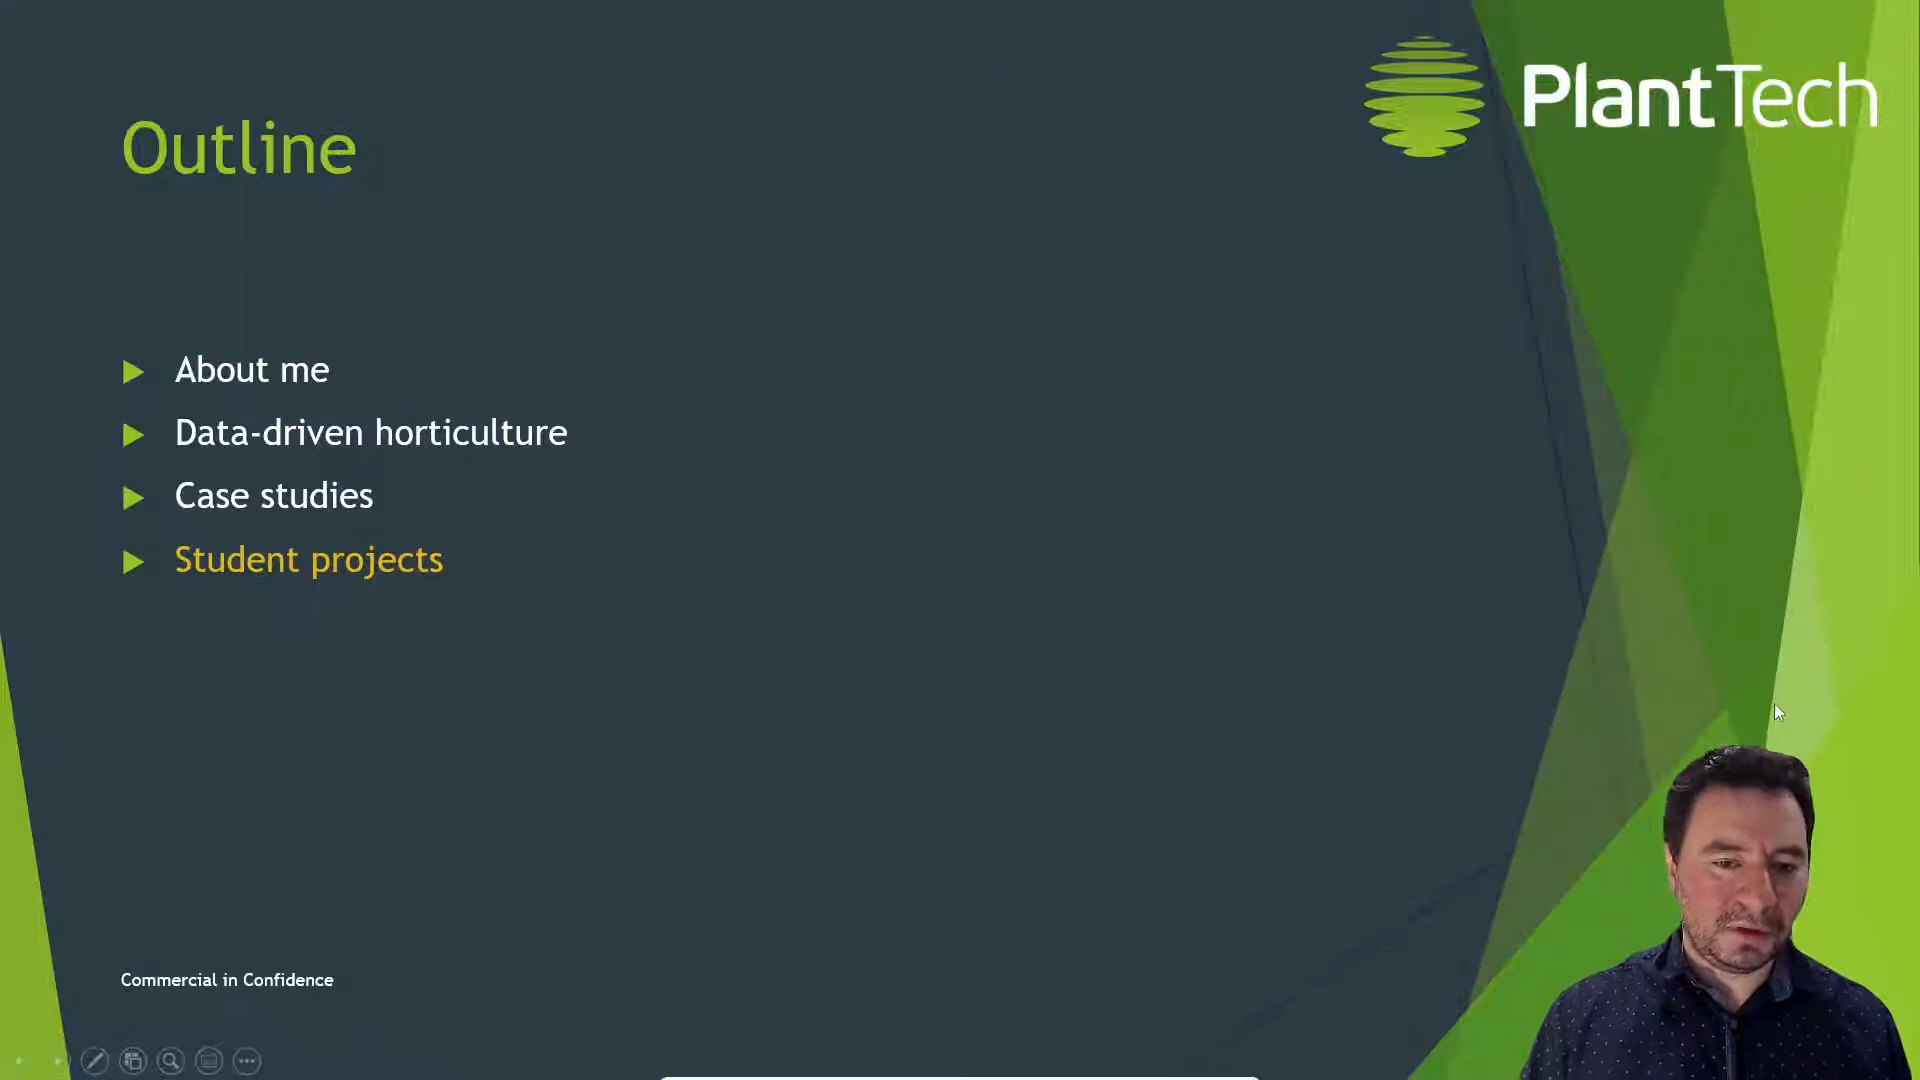 PlantTech
Outline
About me
Data-driven horticulture
Case studies
Student projects
Commercial in Confidence